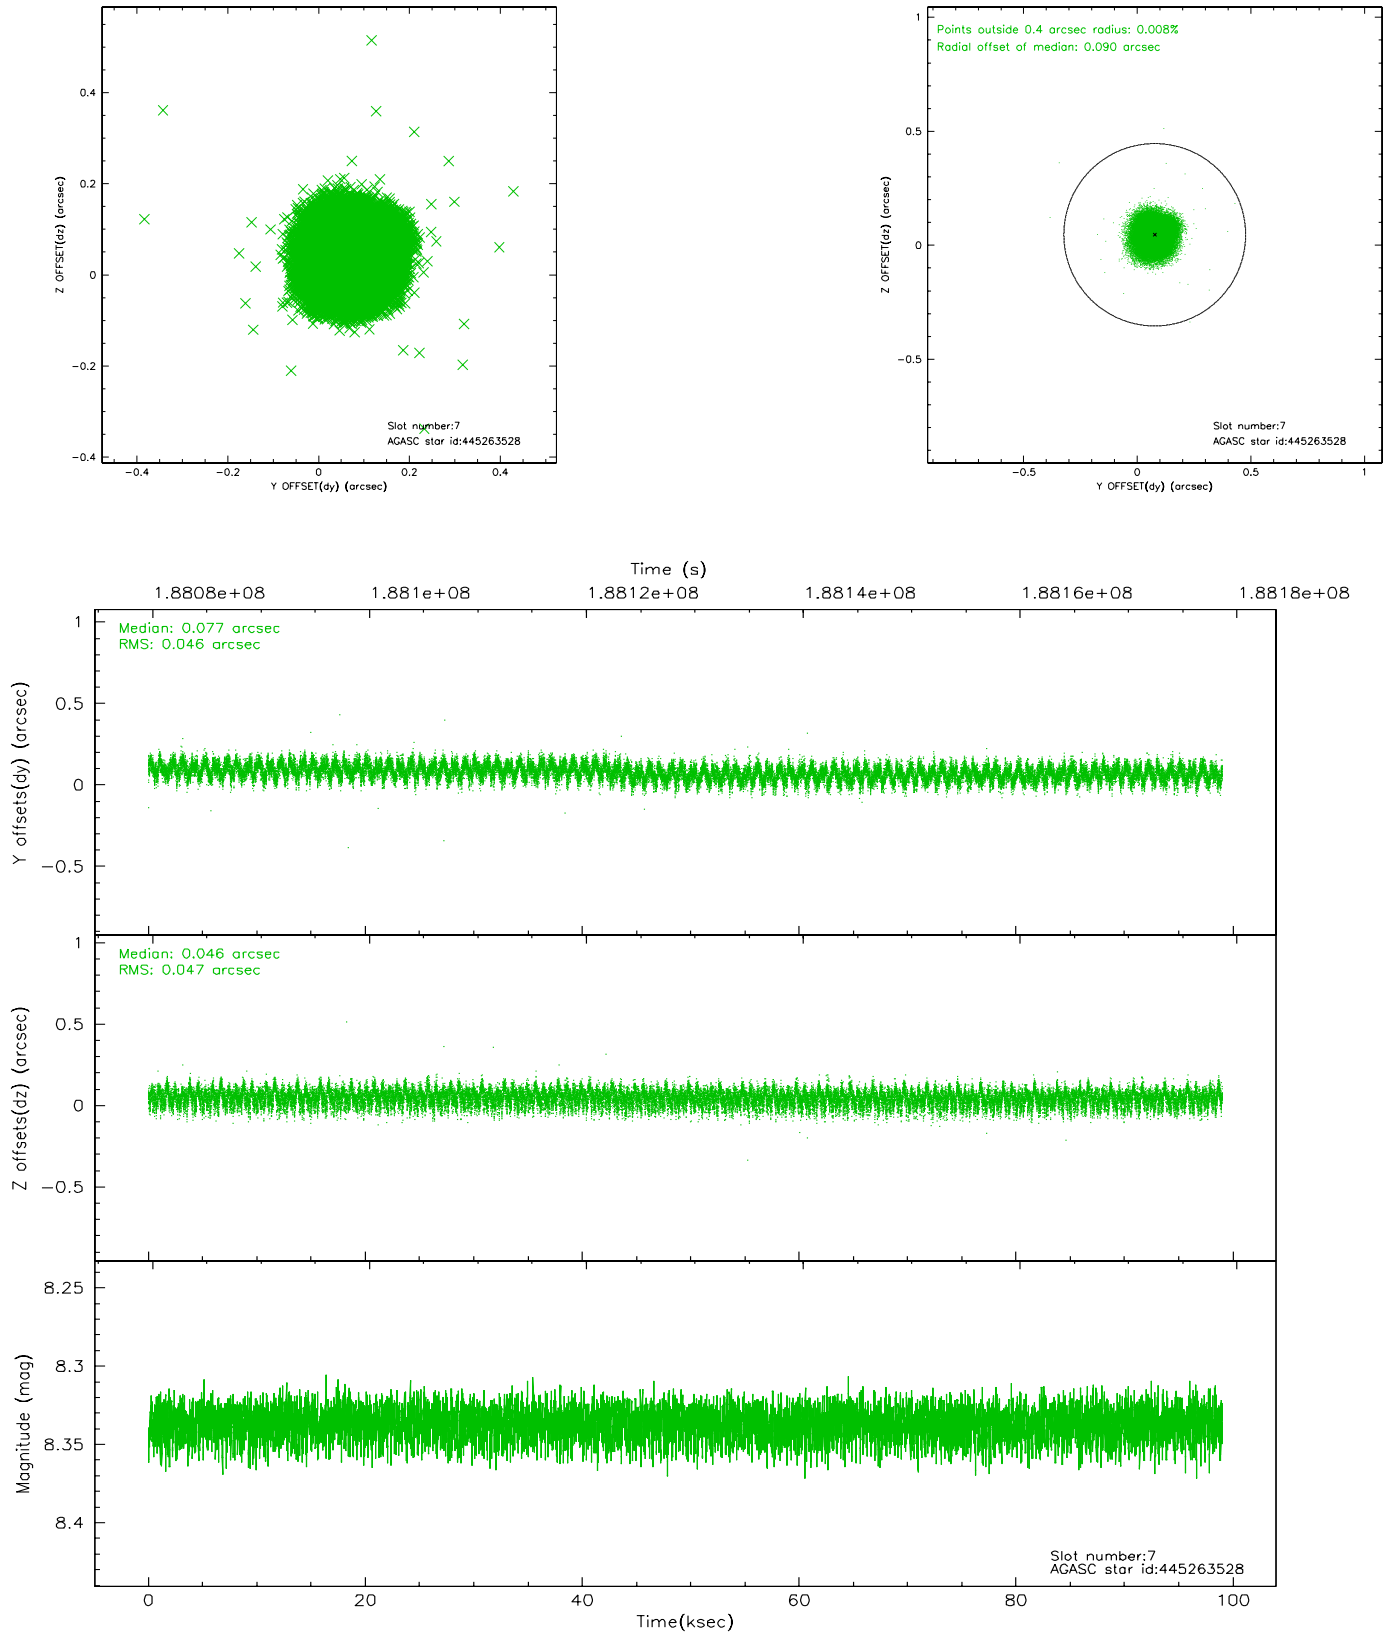 0.4
0.2
0
−0.2
−0.4
Z OFFSET(dz) (arcsec)
Slot number:7
AGASC star id:445263528
−0.4 −0.2 0 0.2 0.4
Y OFFSET(dy) (arcsec)
Points outside 0.4 arcsec radius: 0.008%
Radial offset of median: 0.090 arcsec
1
0.5
0
−0.5
Z OFFSET(dz) (arcsec)
Slot number:7
AGASC star id:445263528
−0.5 0 0.5 1
Y OFFSET(dy) (arcsec)
Time (s)
1.8808e+08 1.881e+08 1.8812e+08 1.8814e+08 1.8816e+08 1.8818e+08
Median: 0.077 arcsec
RMS: 0.046 arcsec
1
0.5
0
−0.5
Y offsets(dy) (arcsec)
Median: 0.046 arcsec
RMS: 0.047 arcsec
1
0.5
0
−0.5
Z offsets(dz) (arcsec)
8.25
8.3
8.35
8.4
Magnitude (mag)
Slot number:7
AGASC star id:445263528
0 20 40 60 80 100
Time(ksec)